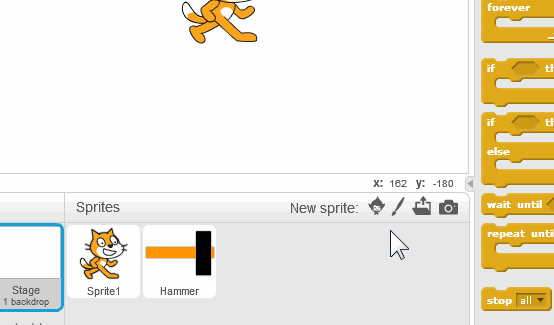 forever
if
th
if
th
else
wait until
repeat until
stop all
x: 162 y: -180
Sprites
New sprite:
Stage
1 backdrop
Sprite1
Hammer